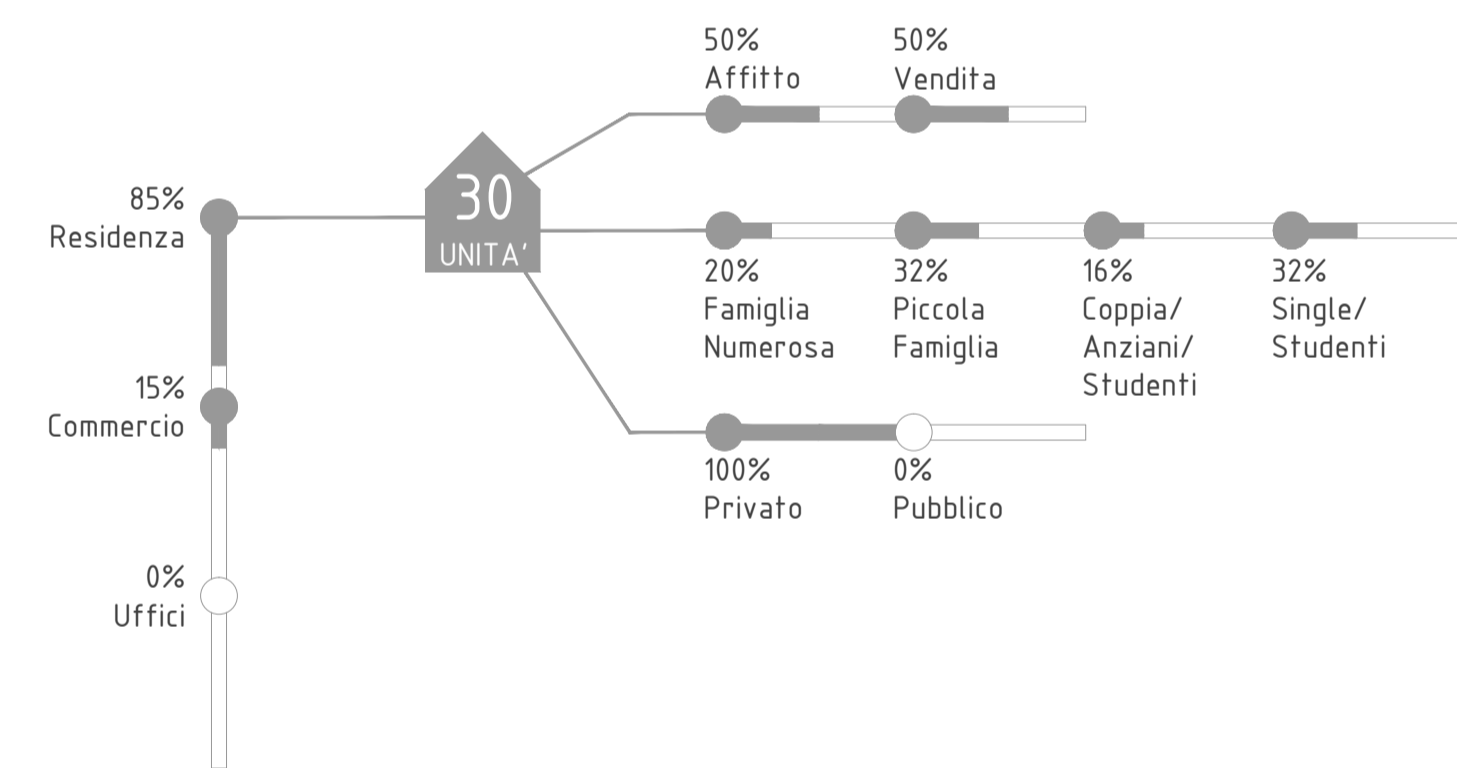 85%
Residenza
15%
Commercio
0%
Uffici
30
UNITA'
50%
Affitto
50%
Vendita
20%
Famiglia
Numerosa
32%
Piccola
Famiglia
16%
Coppia/
Anziani/
Studenti
32%
Single/
Studenti
100%
Privato
0%
Pubblico